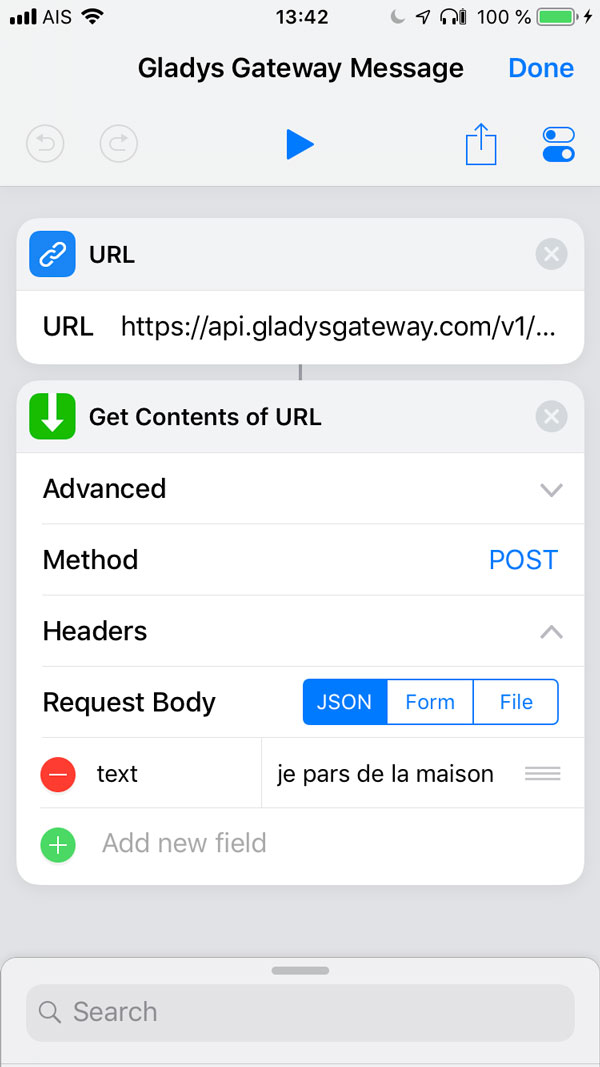 AIS 13:42 100 %
Gladys Gateway Message Done
URL
URL https://api.gladysgateway.com/v1/...
Get Contents of URL
Advanced
Method POST
Headers
Request Body JSON Form File
text je pars de la maison
Add new field
Search